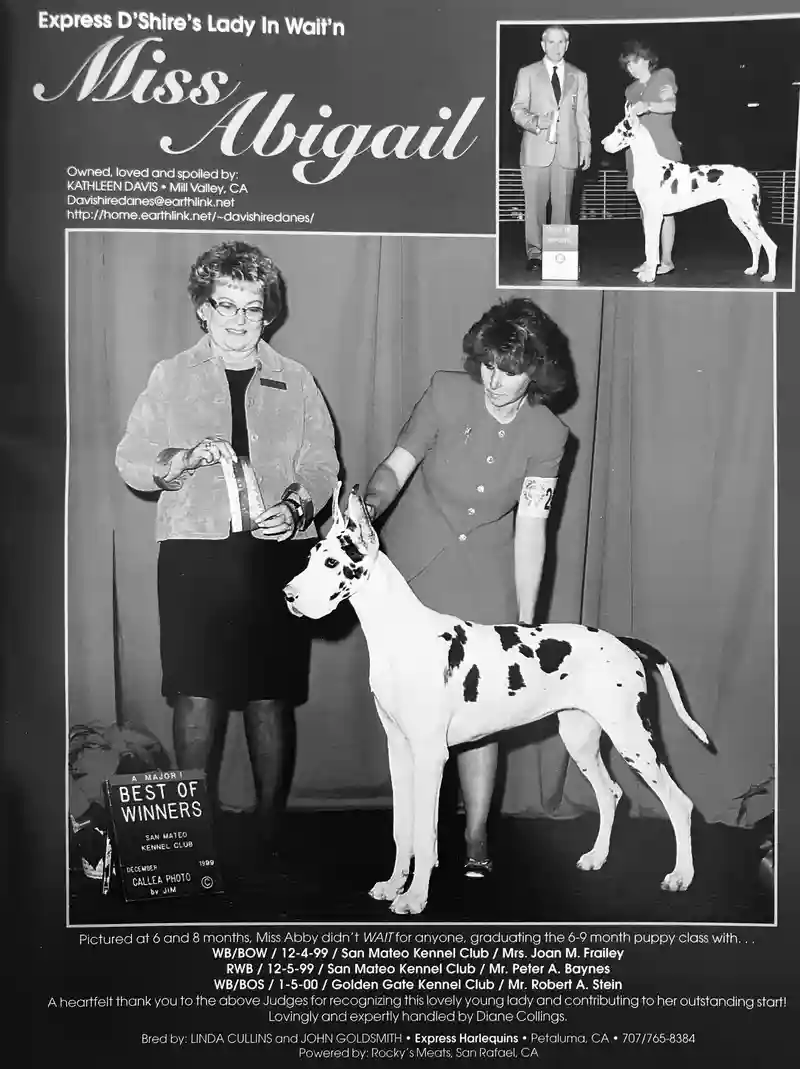 Express D'Shire's Lady In Wait'n
Miss
Abigail
Owned, loved and spoiled by:
KATHLEEN DAVIS • Mill Valley, CA
Davishiredanes@earthlink.net
http://home.earthlink.net/~davishiredanes/
2
A MAJOR!
BEST OF
WINNERS
SAN MATEO
KENNEL CLUB
DECEMBER 1999
CALLEA PHOTO
by JIM ©
Pictured at 6 and 8 months, Miss Abby didn't WAIT for anyone, graduating the 6-9 month puppy class with. . .
WB/BOW / 12-4-99 / San Mateo Kennel Club / Mrs. Joan M. Frailey
RWB / 12-5-99 / San Mateo Kennel Club / Mr. Peter A. Baynes
WB/BOS / 1-5-00 / Golden Gate Kennel Club / Mr. Robert A. Stein
A heartfelt thank you to the above Judges for recognizing this lovely young lady and contributing to her outstanding start!
Lovingly and expertly handled by Diane Collings.
Bred by: LINDA CULLINS and JOHN GOLDSMITH • Express Harlequins • Petaluma, CA • 707/765-8384
Powered by: Rocky's Meats, San Rafael, CA